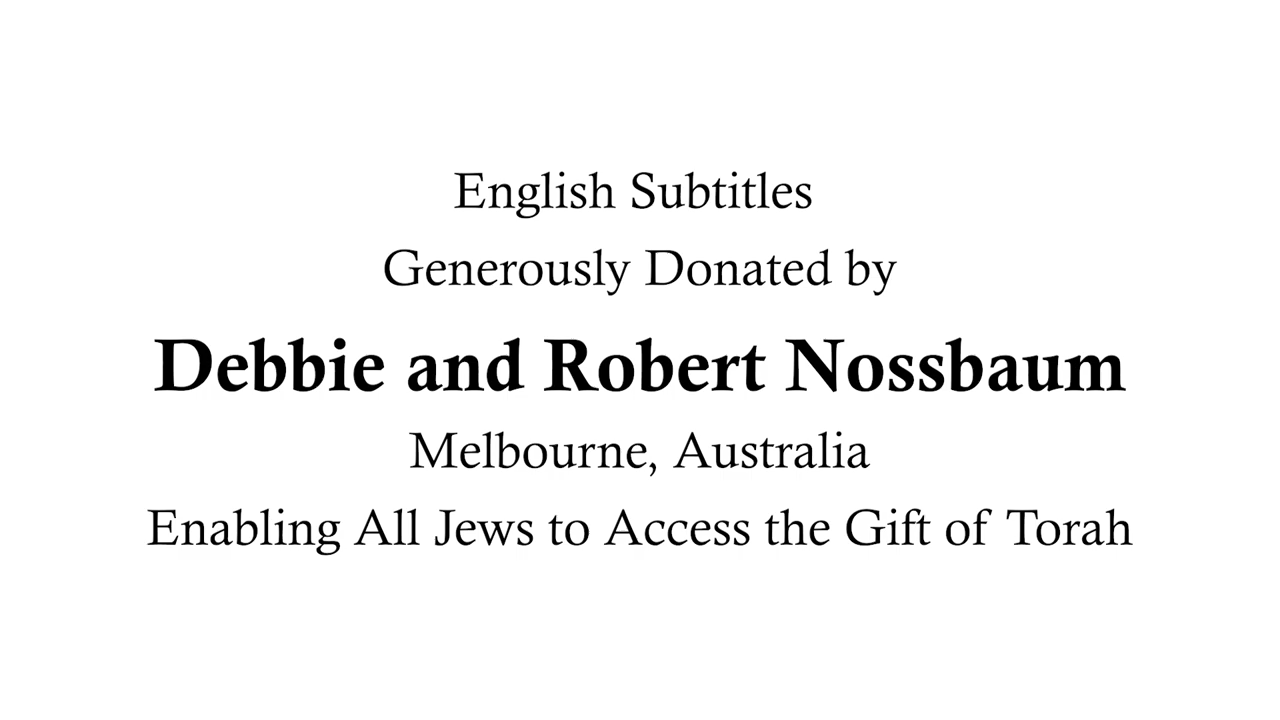 English Subtitles
Generously Donated by
Debbie and Robert Nossbaum
Melbourne, Australia
Enabling All Jews to Access the Gift of Torah